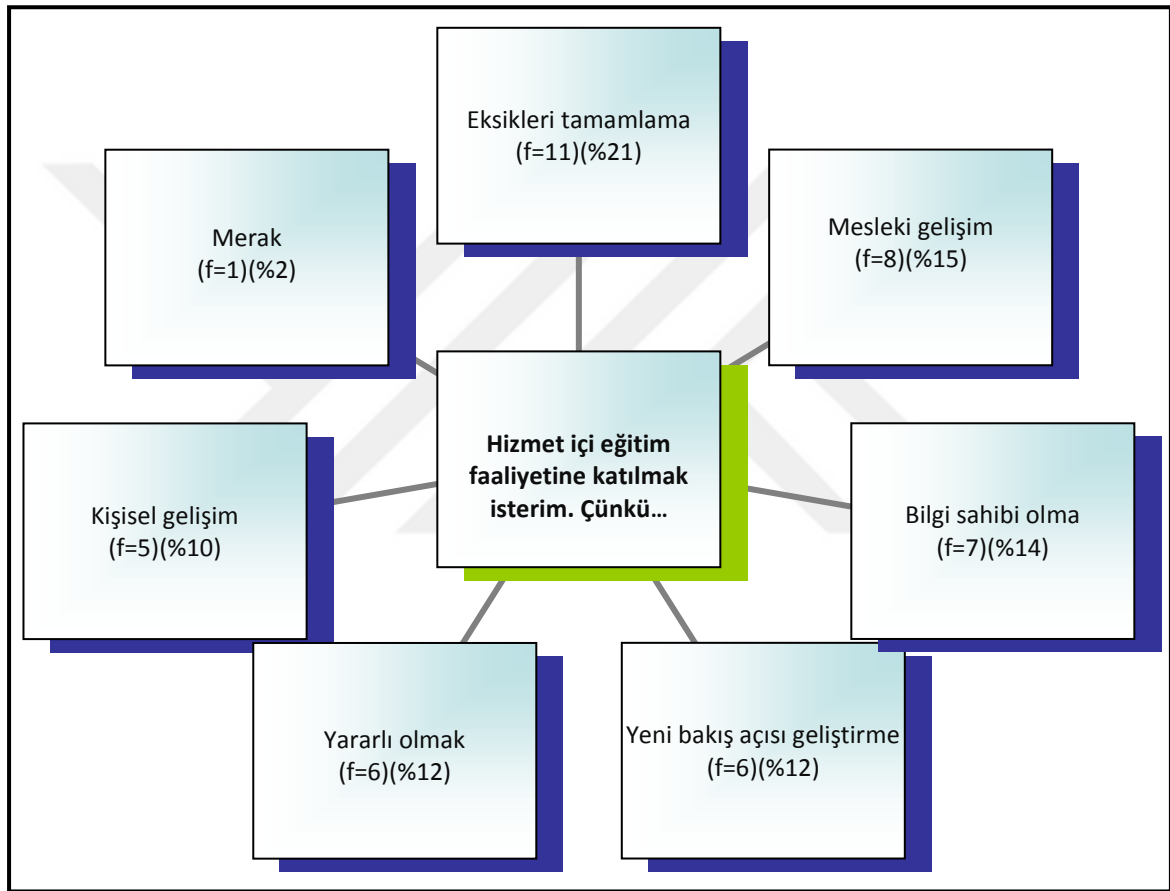 Eksikleri tamamlama
(f=11)(%21)
Merak
(f=1)(%2)
Mesleki gelişim
(f=8)(%15)
Hizmet içi eğitim
faaliyetine katılmak
isterim. Çünkü…
Kişisel gelişim
(f=5)(%10)
Bilgi sahibi olma
(f=7)(%14)
Yararlı olmak
(f=6)(%12)
Yeni bakış açısı geliştirme
(f=6)(%12)